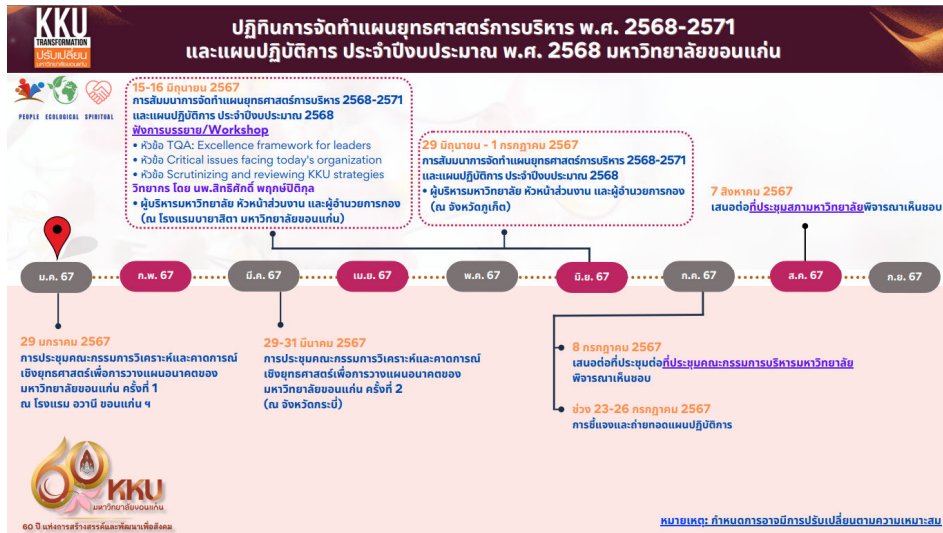 KKU
TRANSFORMATION
ปรับเปลี่ยน
มหาวิทยาลัยขอนแก่น
ปฏิทินการจัดทำแผนยุทธศาสตร์การบริหาร พ.ศ. 2568-2571
และแผนปฏิบัติการ ประจำปีงบประมาณ พ.ศ. 2568 มหาวิทยาลัยขอนแก่น
PEOPLE ECOLOGICAL SPIRITUAL
15-16 มิถุนายน 2567
การสัมมนาการจัดทำแผนยุทธศาสตร์การบริหาร 2568-2571
และแผนปฏิบัติการ ประจำปีงบประมาณ 2568
ฟังการบรรยาย/Workshop
• หัวข้อ TQA: Excellence framework for leaders
• หัวข้อ Critical issues facing today's organization
• หัวข้อ Scrutinizing and reviewing KKU strategies
วิทยากร โดย นพ.สิทธิศักดิ์ พฤกษ์ปิติกุล
• ผู้บริหารมหาวิทยาลัย หัวหน้าส่วนงาน และผู้อำนวยการกอง
(ณ โรงแรมบายาสิตา มหาวิทยาลัยขอนแก่น)
29 มิถุนายน - 1 กรกฎาคม 2567
การสัมมนาการจัดทำแผนยุทธศาสตร์การบริหาร 2568-2571
และแผนปฏิบัติการ ประจำปีงบประมาณ 2568
• ผู้บริหารมหาวิทยาลัย หัวหน้าส่วนงาน และผู้อำนวยการกอง
(ณ จังหวัดภูเก็ต)
7 สิงหาคม 2567
เสนอต่อที่ประชุมสภามหาวิทยาลัยพิจารณาเห็นชอบ
ม.ค. 67 ก.พ. 67 มี.ค. 67 เม.ย. 67 พ.ค. 67 มิ.ย. 67 ก.ค. 67 ส.ค. 67 ก.ย. 67
29 มกราคม 2567
การประชุมคณะกรรมการวิเคราะห์และคาดการณ์
เชิงยุทธศาสตร์เพื่อการวางแผนอนาคตของ
มหาวิทยาลัยขอนแก่น ครั้งที่ 1
ณ โรงแรม อวานี ขอนแก่น ฯ
29-31 มีนาคม 2567
การประชุมคณะกรรมการวิเคราะห์และคาดการณ์
เชิงยุทธศาสตร์เพื่อการวางแผนอนาคตของ
มหาวิทยาลัยขอนแก่น ครั้งที่ 2
(ณ จังหวัดกระบี่)
8 กรกฎาคม 2567
เสนอต่อที่ประชุมต่อที่ประชุมคณะกรรมการบริหารมหาวิทยาลัย
พิจารณาเห็นชอบ
ช่วง 23-26 กรกฎาคม 2567
การชี้แจงและถ่ายทอดแผนปฏิบัติการ
60 KKU
มหาวิทยาลัยขอนแก่น
60 ปี แห่งการสร้างสรรค์และพัฒนาเพื่อสังคม
หมายเหตุ: กำหนดการอาจมีการปรับเปลี่ยนตามความเหมาะสม